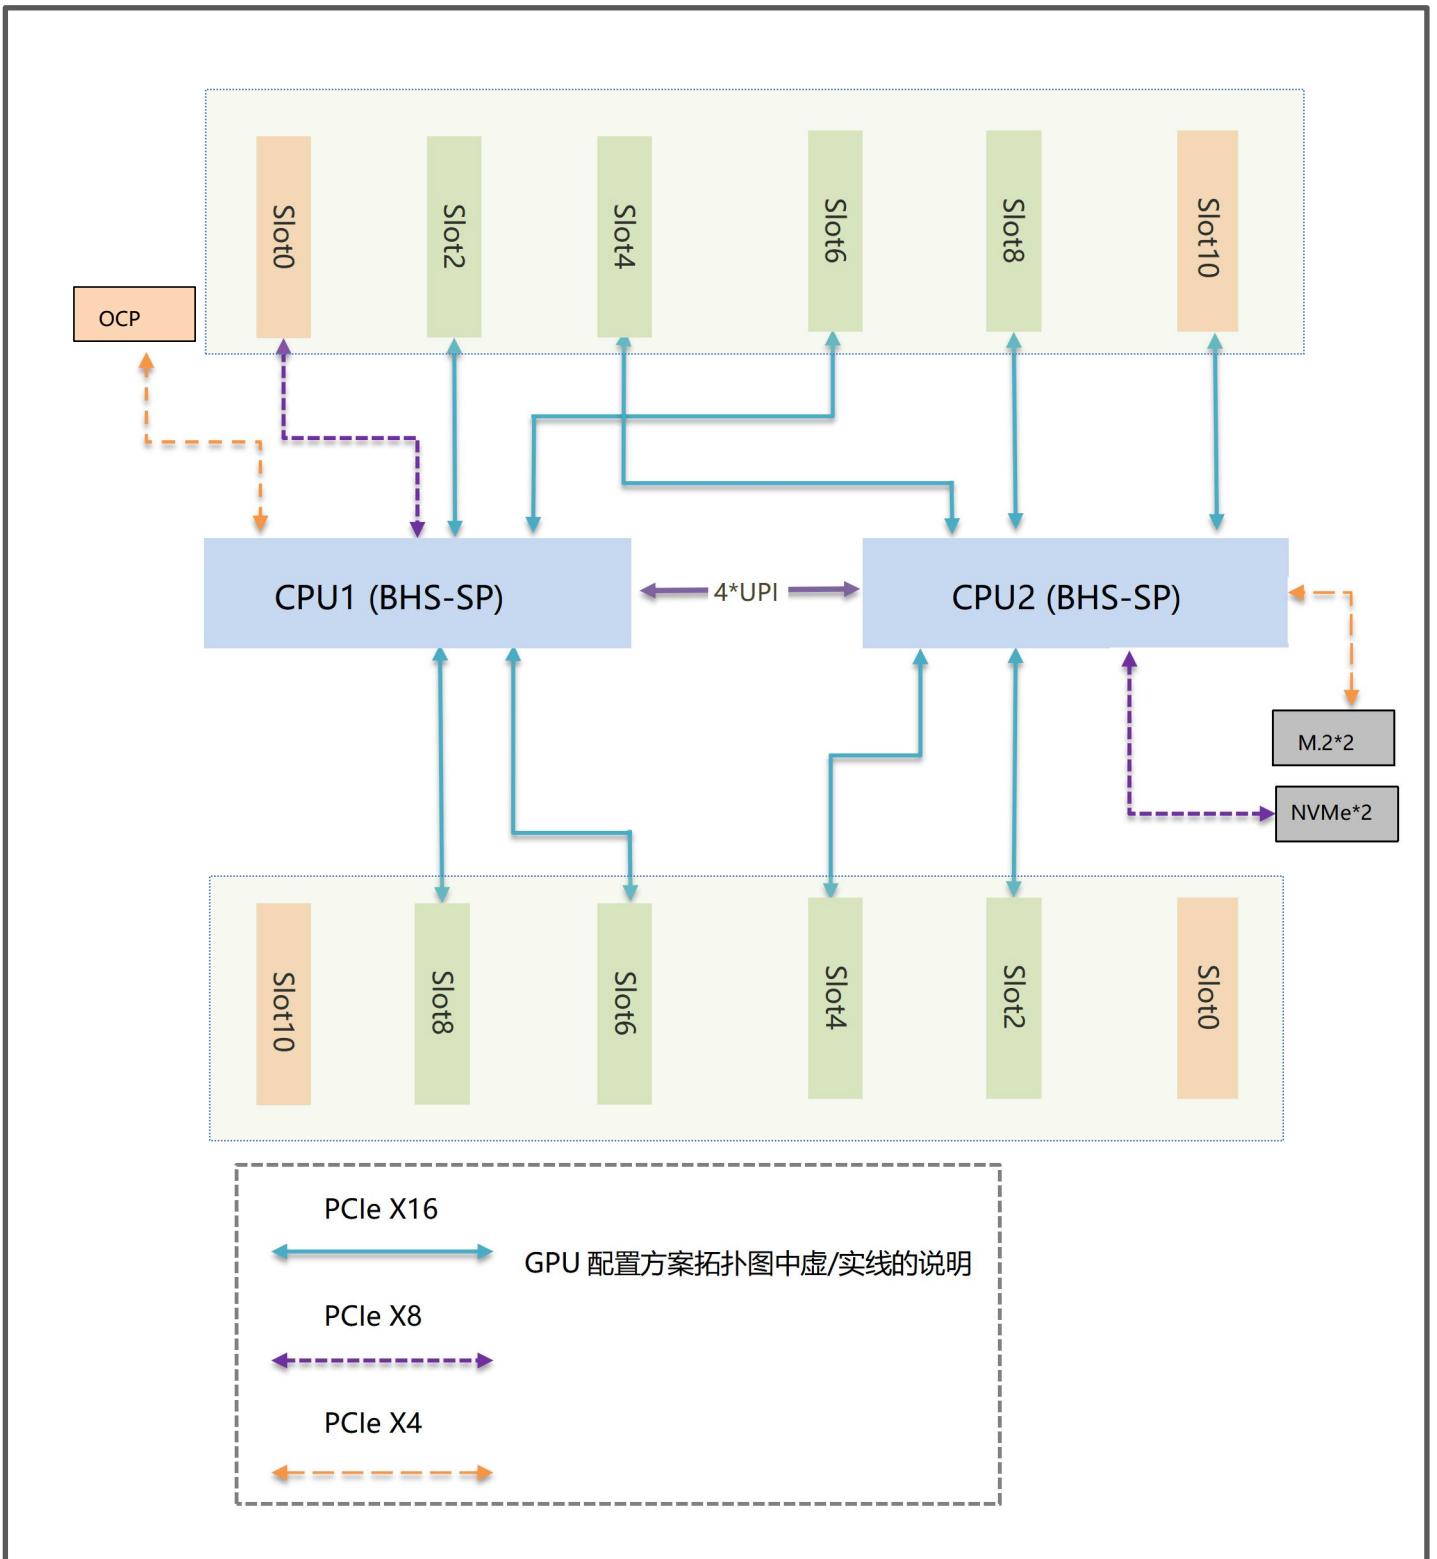 Slot0
Slot2
Slot4
Slot6
Slot8
Slot10
OCP
CPU1 (BHS-SP)
4*UPI
CPU2 (BHS-SP)
M.2*2
NVMe*2
Slot10
Slot8
Slot6
Slot4
Slot2
Slot0
PCIe X16
GPU 配置方案拓扑图中虚/实线的说明
PCIe X8
PCIe X4